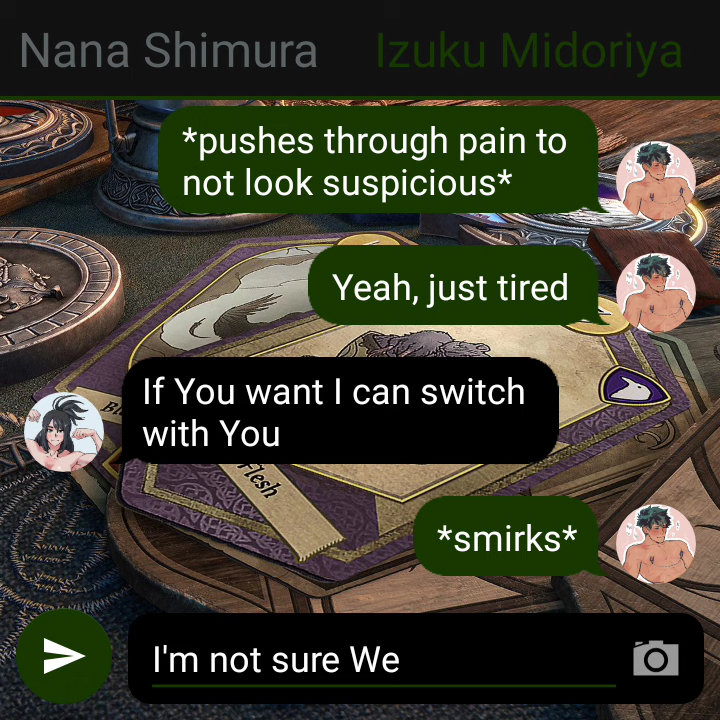 Nana Shimura Izuku Midoriya
*pushes through pain to
not look suspicious*
Yeah, just tired
If You want I can switch
with You
Flesh
*smirks*
I'm not sure We